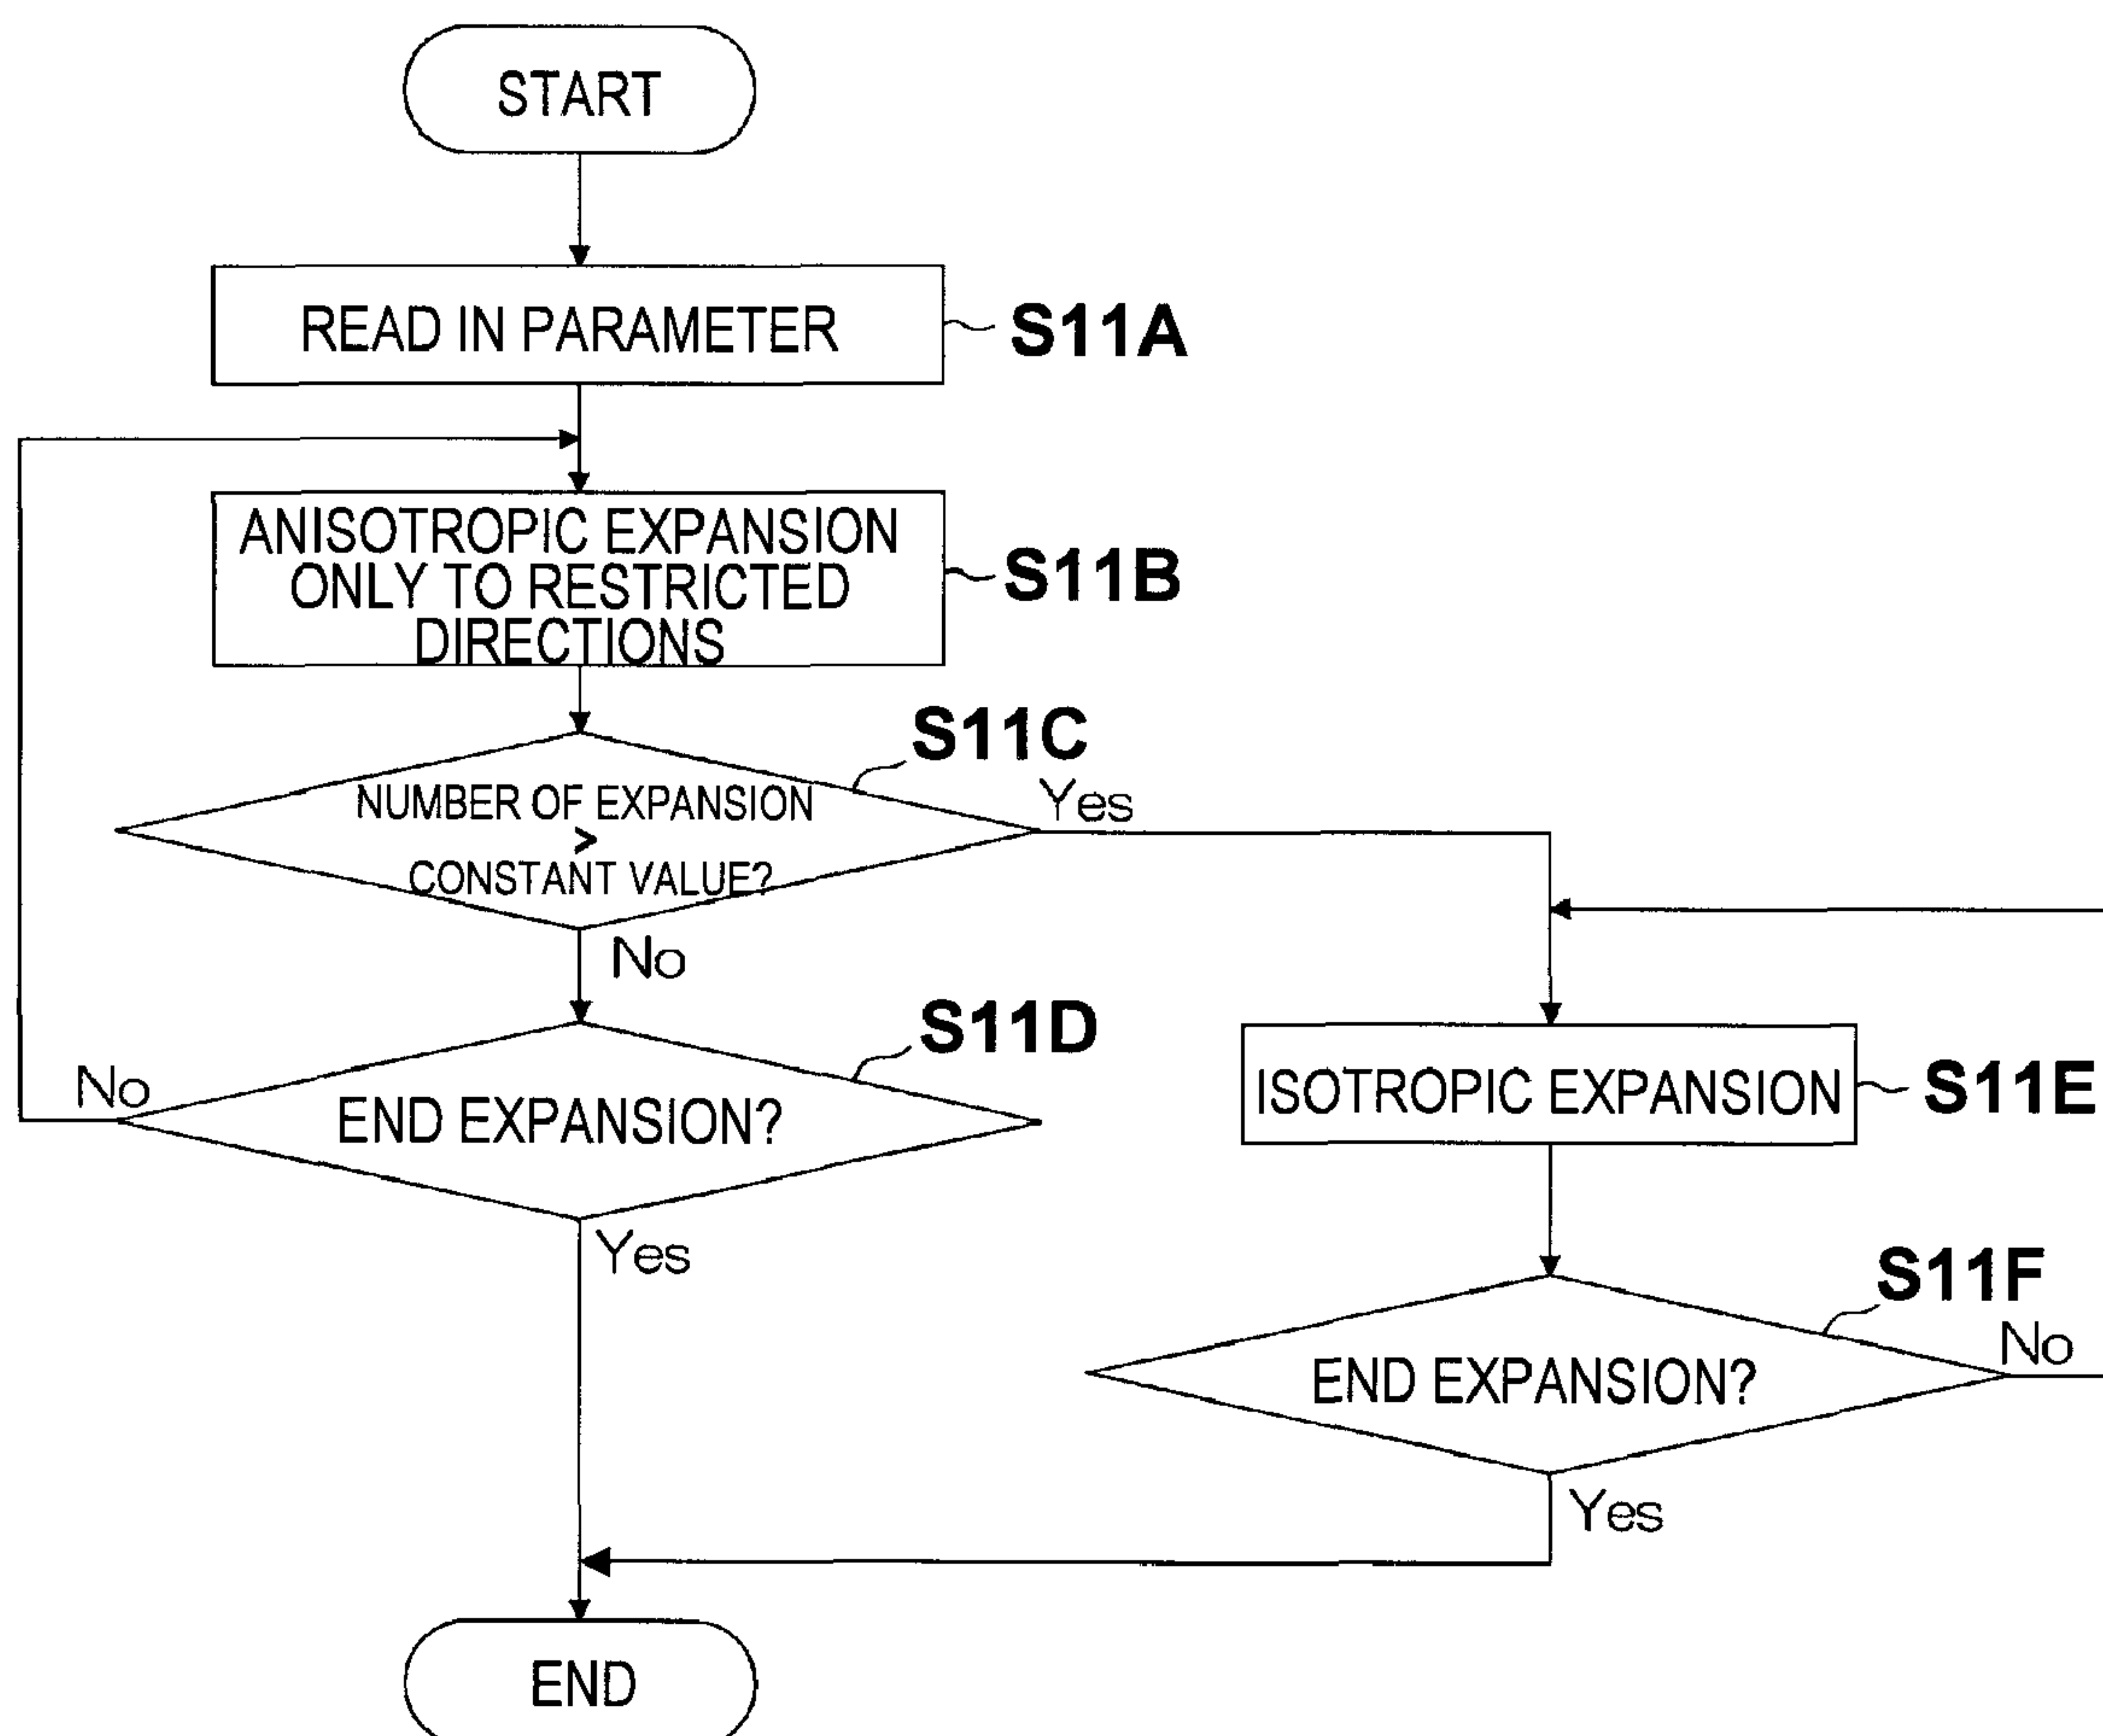 START
READ IN PARAMETER
S11A
ANISOTROPIC EXPANSION
ONLY TO RESTRICTED
DIRECTIONS
S11B
S11C
NUMBER OF EXPANSION
>
CONSTANT VALUE?
Yes
No
S11D
END EXPANSION?
No
Yes
ISOTROPIC EXPANSION
S11E
S11F
END EXPANSION?
No
Yes
END